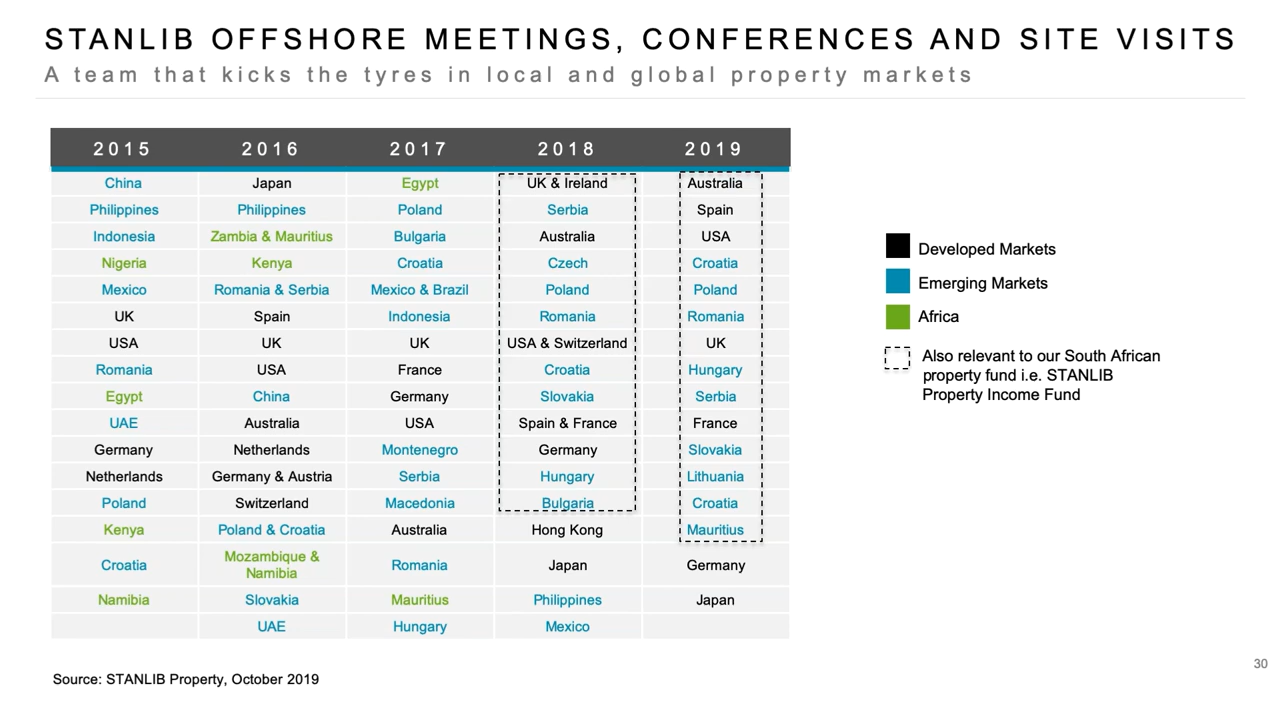 STANLIB OFFSHORE MEETINGS, CONFERENCES AND SITE VISITS
A team that kicks the tyres in local and global property markets
2015 2016 2017 2018 2019
China Japan Egypt UK & Ireland Australia
Philippines Philippines Poland Serbia Spain
Indonesia Zambia & Mauritius Bulgaria Australia USA
Nigeria Kenya Croatia Czech Croatia
Mexico Romania & Serbia Mexico & Brazil Poland Poland
UK Spain Indonesia Romania Romania
USA UK UK USA & Switzerland UK
Romania USA France Croatia Hungary
Egypt China Germany Slovakia Serbia
UAE Australia USA Spain & France France
Germany Netherlands Montenegro Germany Slovakia
Netherlands Germany & Austria Serbia Hungary Lithuania
Poland Switzerland Macedonia Bulgaria Croatia
Kenya Poland & Croatia Australia Hong Kong Mauritius
Croatia Mozambique & Namibia Romania Japan Germany
Namibia Slovakia Mauritius Philippines Japan
UAE Hungary Mexico
Developed Markets
Emerging Markets
Africa
Also relevant to our South African
property fund i.e. STANLIB
Property Income Fund
Source: STANLIB Property, October 2019
30